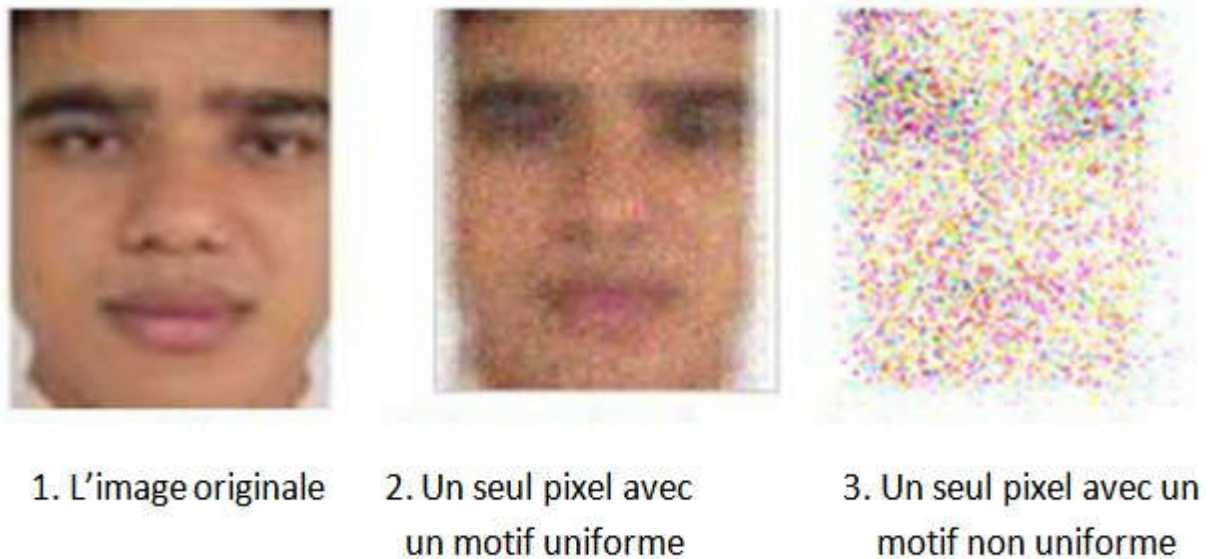 1. L'image originale
2. Un seul pixel avec
un motif uniforme
3. Un seul pixel avec un
motif non uniforme